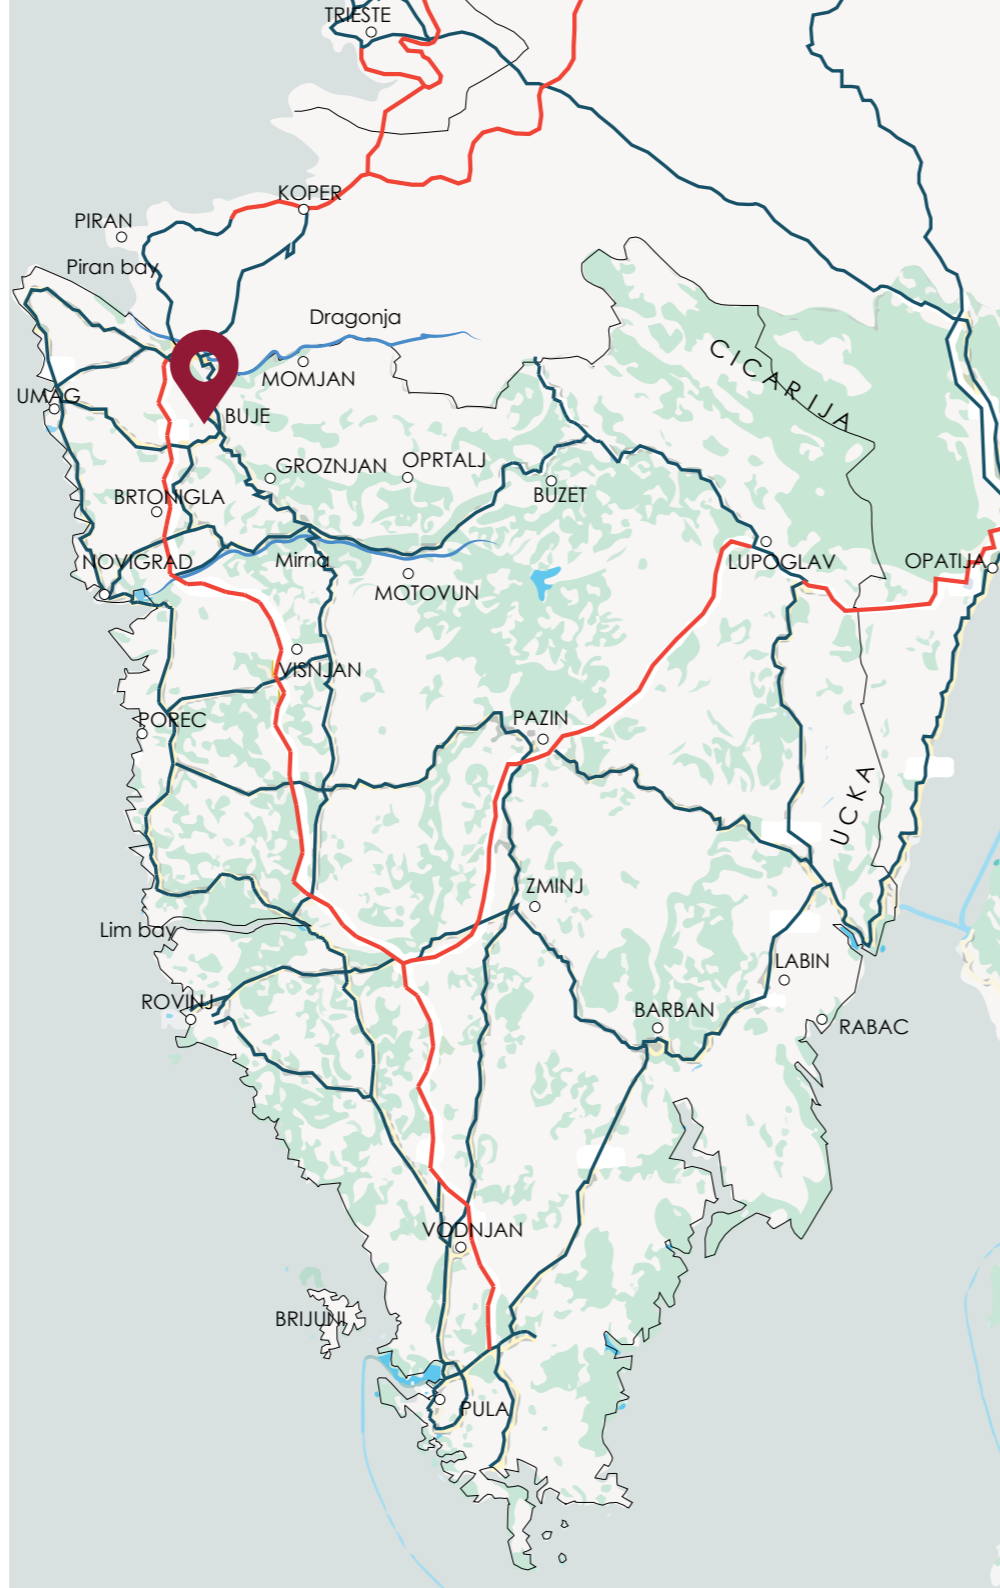 TRIESTE
KOPER
PIRAN
Piran bay
Dragonja
CICARIJA
MOMJAN
UMAG
BUJE
GROZNJAN
OPRTALJ
BUZET
BRTONIGLA
NOVIGRAD
Mirna
MOTOVUN
LUPOGLAV
OPATIJA
VISNJAN
POREC
PAZIN
UCKA
ZMINJ
Lim bay
LABIN
ROVINJ
BARBAN
RABAC
VODNJAN
BRIJUNI
PULA